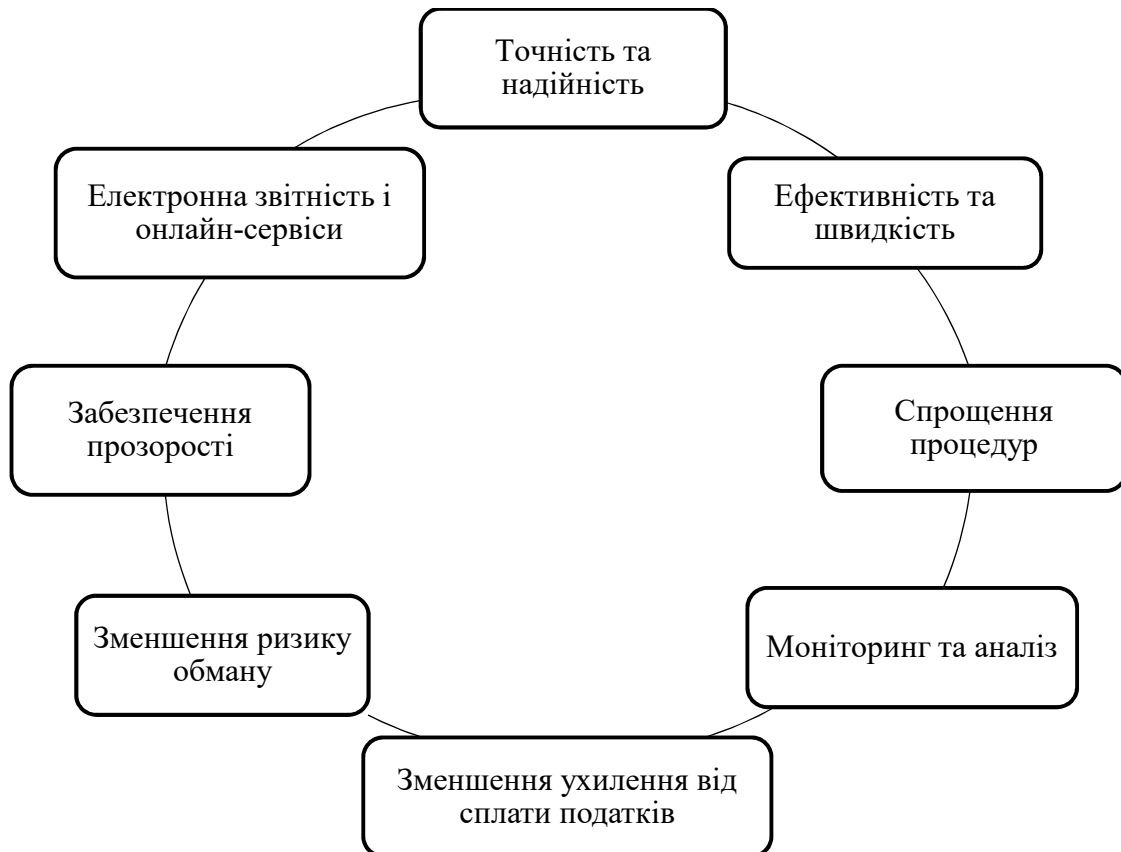 Точність та
надійність
Електронна звітність і
онлайн-сервіси
Ефективність та
швидкість
Забезпечення
прозорості
Спрощення
процедур
Зменшення ризику
обману
Моніторинг та аналіз
Зменшення ухилення від
сплати податків